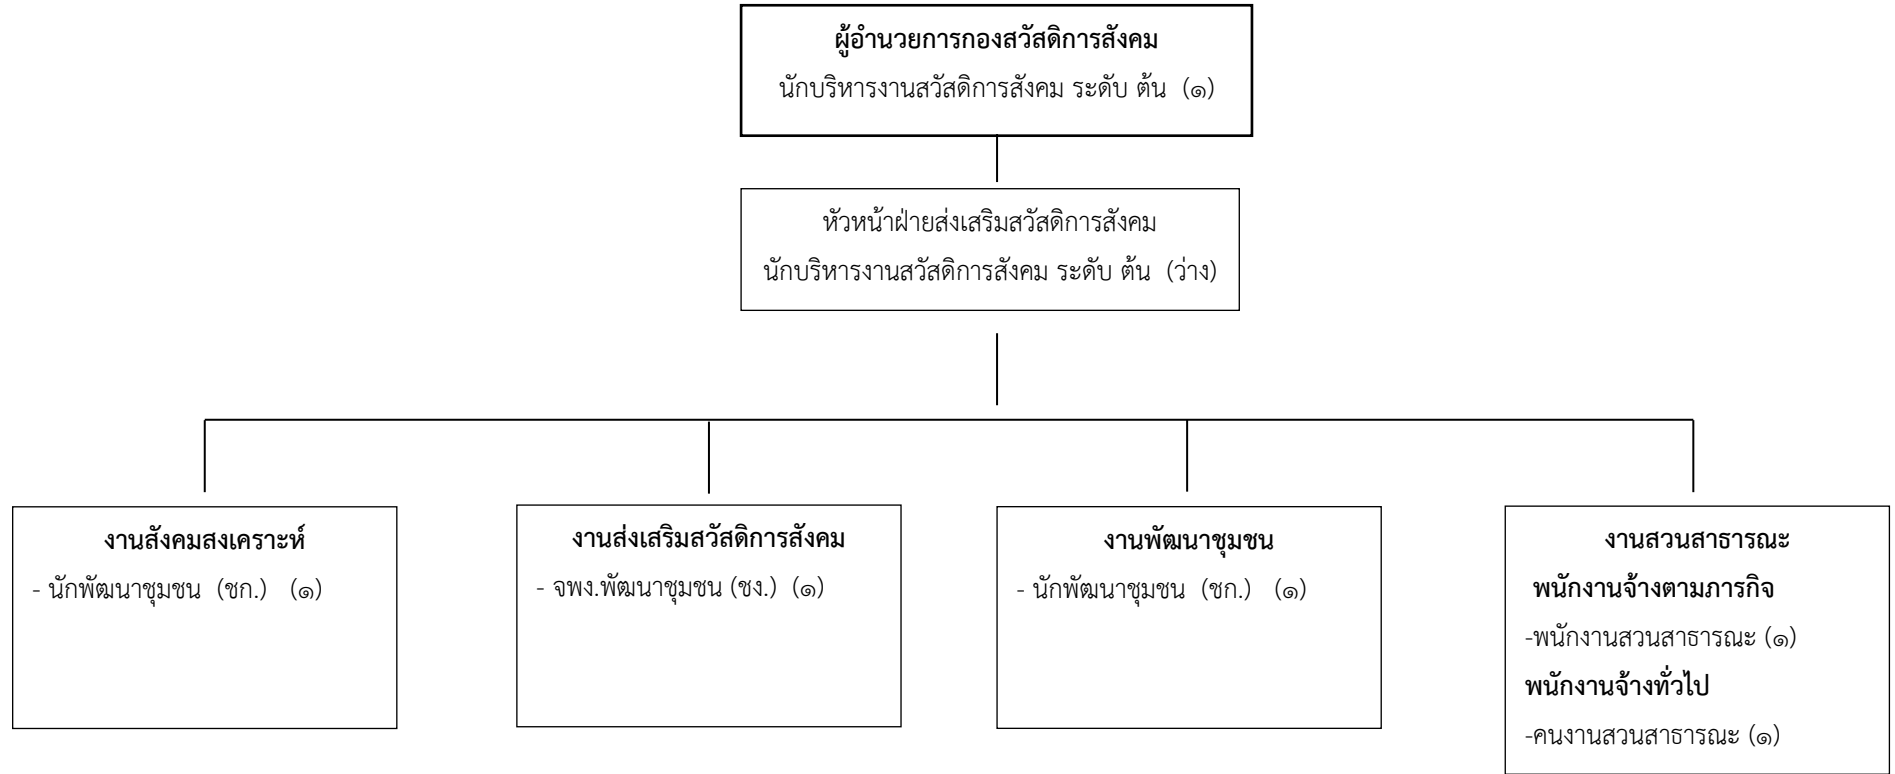 ผู้อำนวยการกองสวัสดิการสังคม
นักบริหารงานสวัสดิการสังคม ระดับ ต้น (๑)
หัวหน้าฝ่ายส่งเสริมสวัสดิการสังคม
นักบริหารงานสวัสดิการสังคม ระดับ ต้น (ว่าง)
งานสังคมสงเคราะห์
- นักพัฒนาชุมชน (ชก.) (๑)
งานส่งเสริมสวัสดิการสังคม
- จพง.พัฒนาชุมชน (ชง.) (๑)
งานพัฒนาชุมชน
- นักพัฒนาชุมชน (ชก.) (๑)
งานสวนสาธารณะ
พนักงานจ้างตามภารกิจ
-พนักงานสวนสาธารณะ (๑)
พนักงานจ้างทั่วไป
-คนงานสวนสาธารณะ (๑)